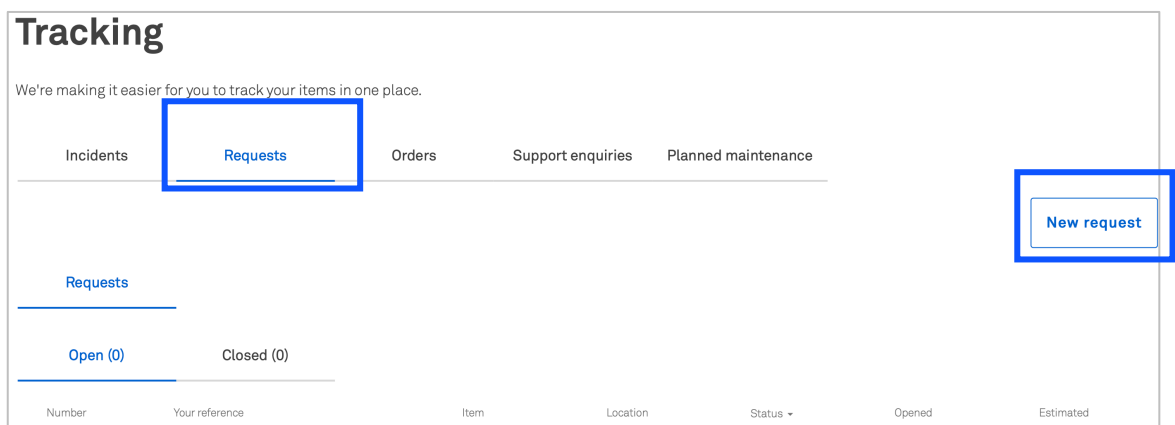 Tracking
We're making it easier for you to track your items in one place.
Incidents Requests Orders Support enquiries Planned maintenance
New request
Requests
Open (0) Closed (0)
Number Your reference Item Location Status Opened Estimated